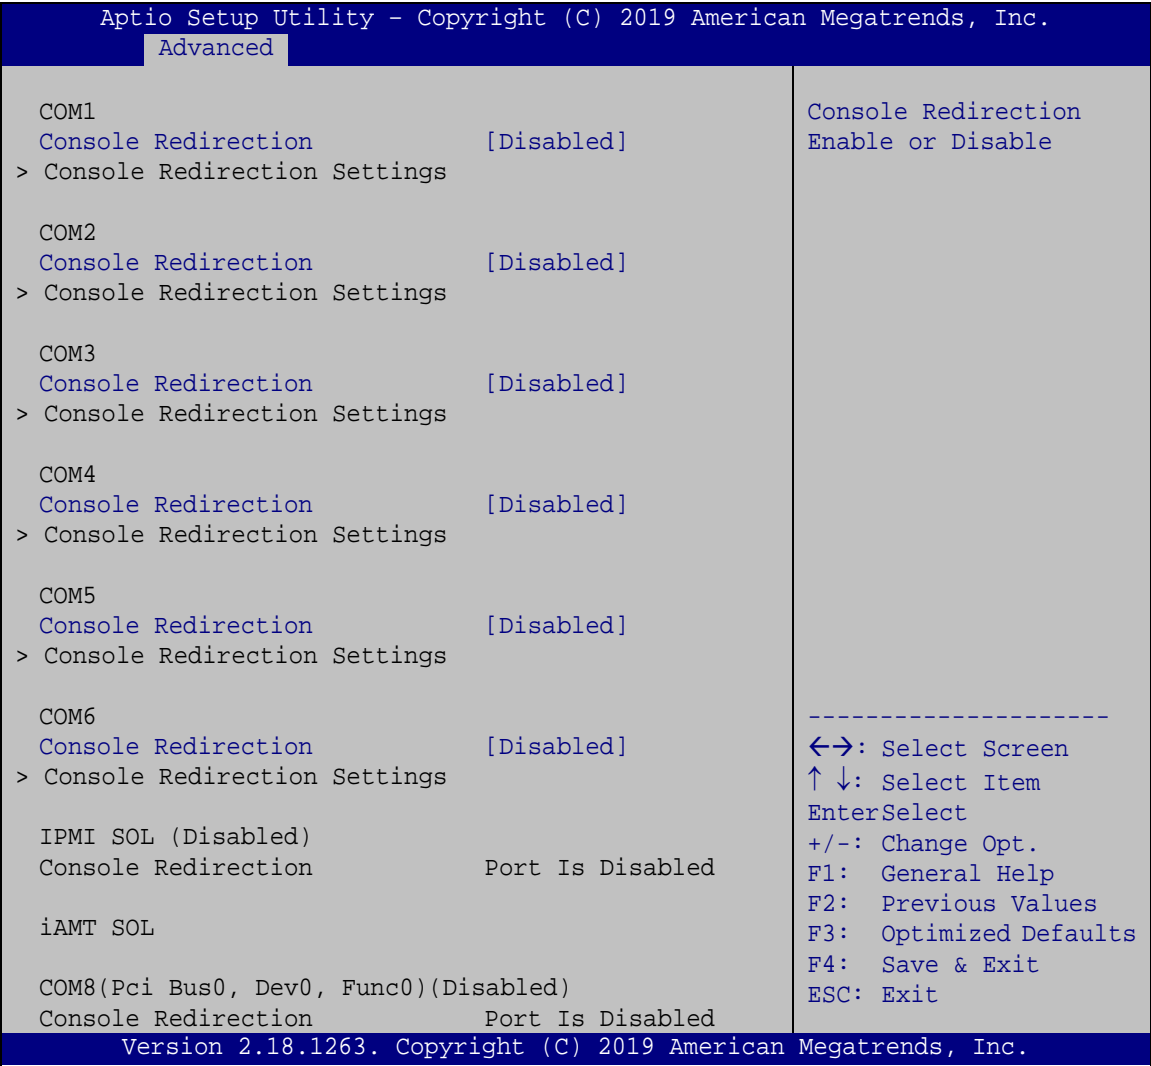 Aptio Setup Utility – Copyright (C) 2019 American Megatrends, Inc.
Advanced
COM1
Console Redirection [Disabled]
> Console Redirection Settings
COM2
Console Redirection [Disabled]
> Console Redirection Settings
COM3
Console Redirection [Disabled]
> Console Redirection Settings
COM4
Console Redirection [Disabled]
> Console Redirection Settings
COM5
Console Redirection [Disabled]
> Console Redirection Settings
COM6
Console Redirection [Disabled]
> Console Redirection Settings
IPMI SOL (Disabled)
Console Redirection Port Is Disabled
iAMT SOL
COM8(Pci Bus0, Dev0, Func0)(Disabled)
Console Redirection Port Is Disabled
Console Redirection
Enable or Disable
---------------------
←→: Select Screen
↑ ↓: Select Item
EnterSelect
+/-: Change Opt.
F1: General Help
F2: Previous Values
F3: Optimized Defaults
F4: Save & Exit
ESC: Exit
Version 2.18.1263. Copyright (C) 2019 American Megatrends, Inc.